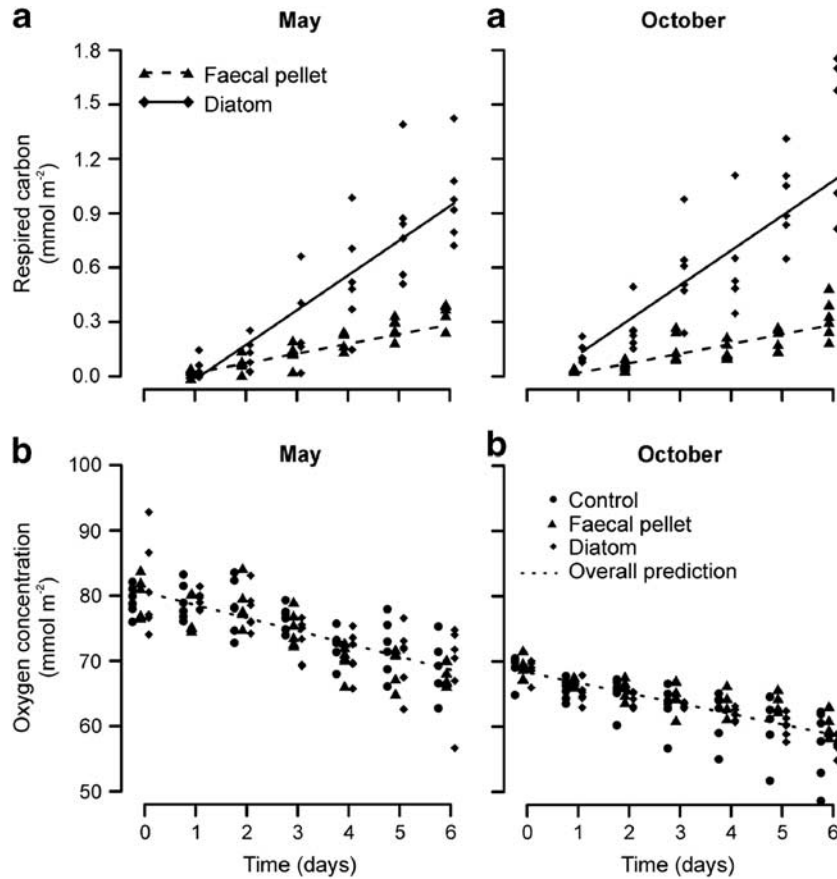 a
May
a
October
1.8
1.5
0.9
0.6
0.3
0.0
Respired carbon
(mmol m-2)
Faecal pellet
Diatom
b
May
b
October
100
90
80
70
60
50
Oxygen concentration
(mmol m-2)
Control
Faecal pellet
Diatom
Overall prediction
0 1 2 3 4 5 6
0 1 2 3 4 5 6
Time (days)
Time (days)